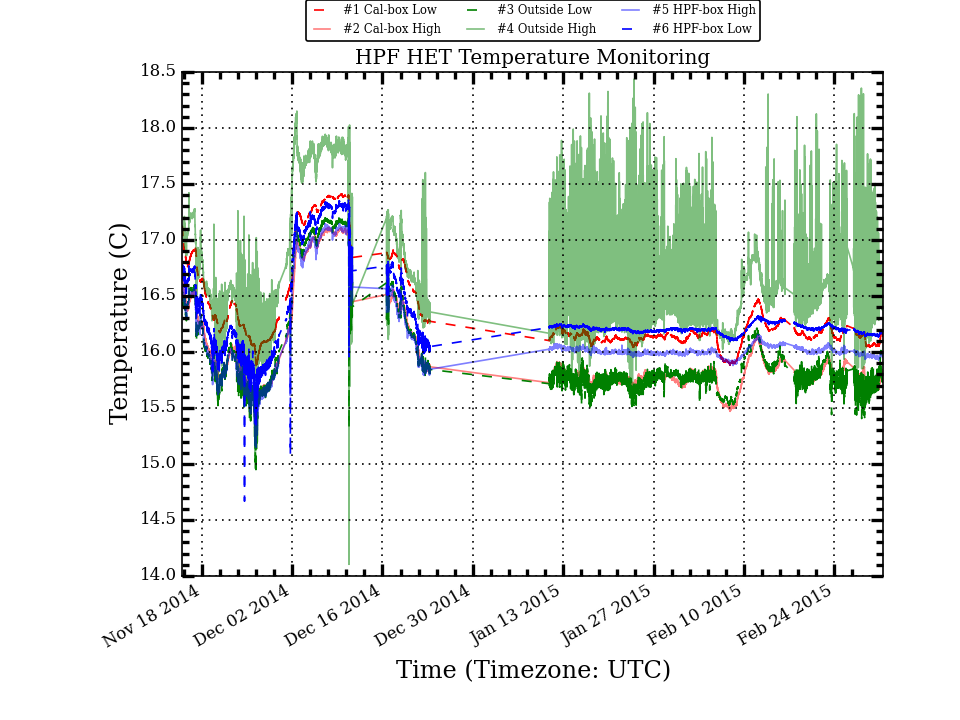 #1 Cal-box Low #3 Outside Low #5 HPF-box High
#2 Cal-box High #4 Outside High #6 HPF-box Low
HPF HET Temperature Monitoring
18.5
18.0
17.5
17.0
16.5
16.0
15.5
15.0
14.5
14.0
Temperature (C)
Nov 18 2014 Dec 02 2014 Dec 16 2014 Dec 30 2014 Jan 13 2015 Jan 27 2015 Feb 10 2015 Feb 24 2015
Time (Timezone: UTC)